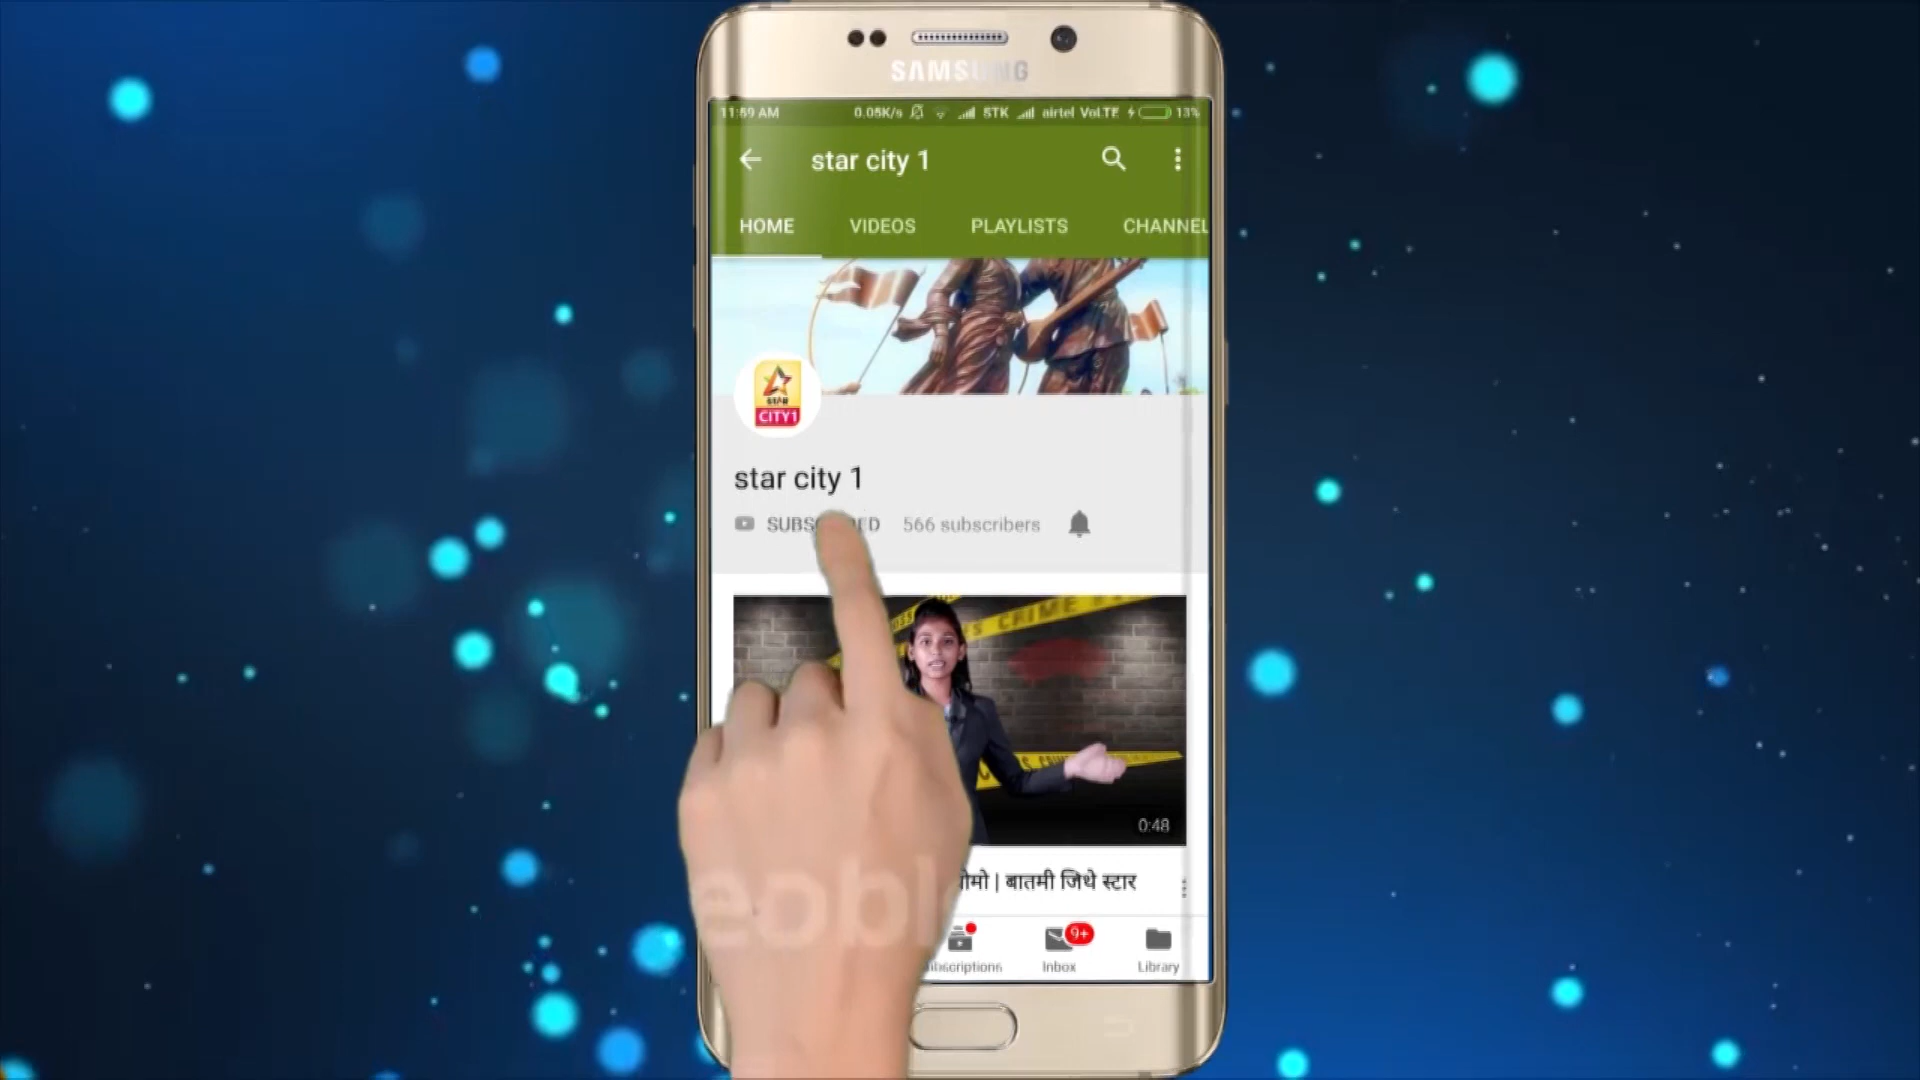 SAMSUNG
11:59 AM 0.05K/s STK airtel VoLTE 13%
star city 1
HOME VIDEOS PLAYLISTS CHANNEL
STAR
CITY1
star city 1
566 subscribers
CRIME
0:48
| बातमी जिथे स्टार
9+
Inbox Library